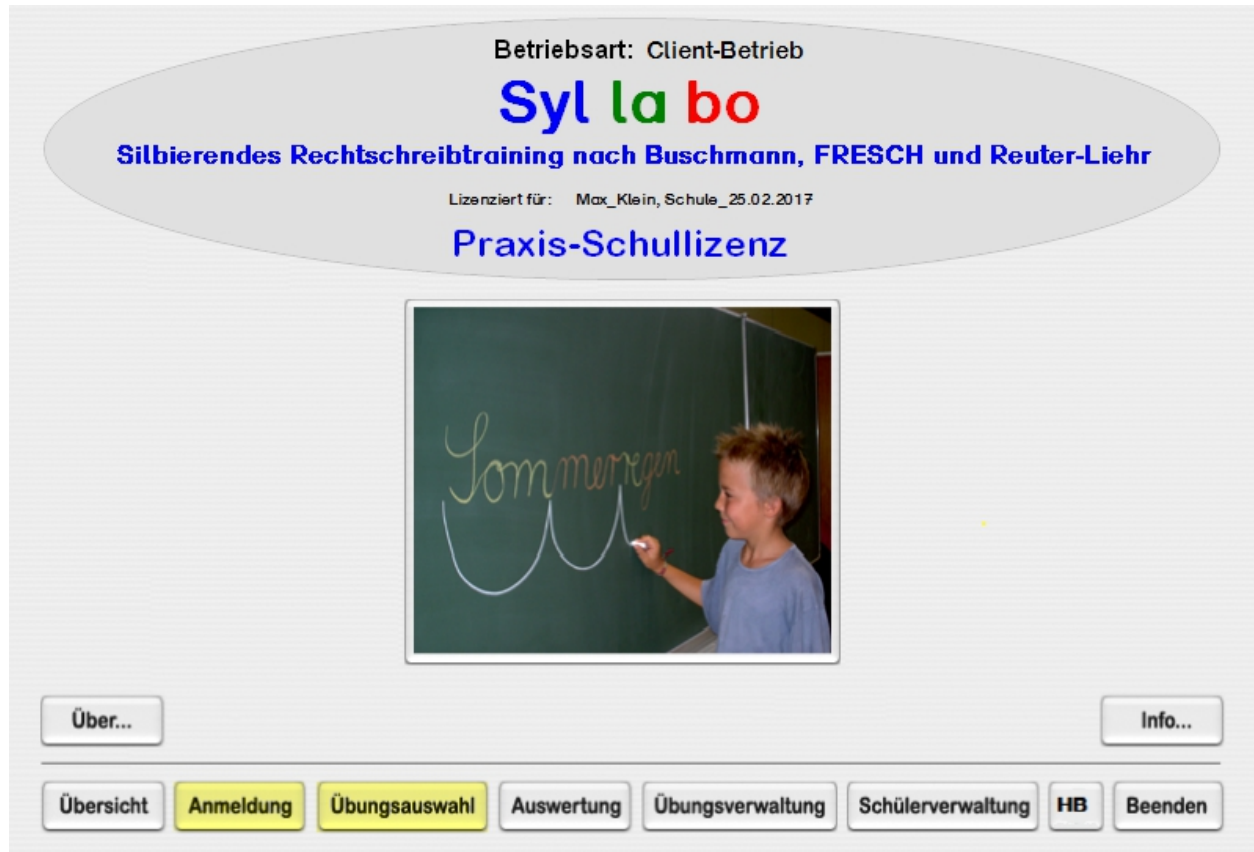 Betriebsart: Client-Betrieb
Syl la bo
Silbierendes Rechtschreibtraining nach Buschmann, FRESCH und Reuter-Liehr
Lizenziert für: Max_Klein, Schule_25.02.2017
Praxis-Schullizenz
Sommerregen
Über... Info...
Übersicht Anmeldung Übungsauswahl Auswertung Übungsverwaltung Schülerverwaltung HB Beenden